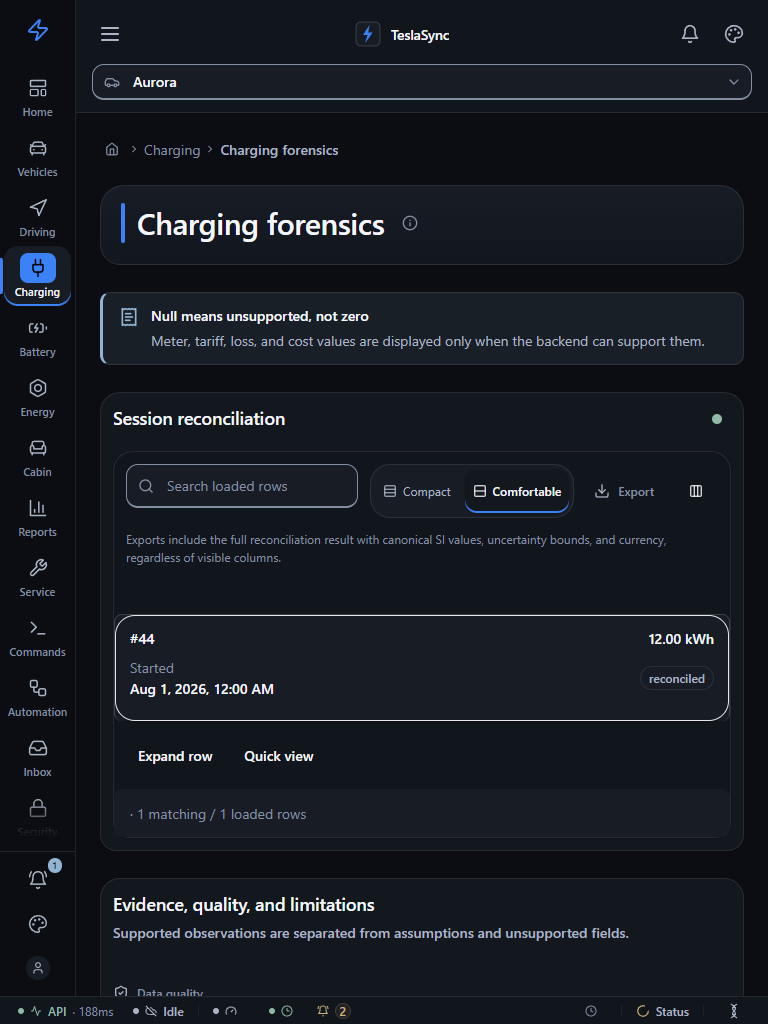 TeslaSync
Aurora
Home
Vehicles
Driving
Charging
Battery
Energy
Cabin
Reports
Service
Commands
Automation
Inbox
Security
1
Charging
Charging forensics
Charging forensics
Null means unsupported, not zero
Meter, tariff, loss, and cost values are displayed only when the backend can support them.
Session reconciliation
Search loaded rows
Compact
Comfortable
Export
Exports include the full reconciliation result with canonical SI values, uncertainty bounds, and currency,
regardless of visible columns.
#44
12.00 kWh
Started
Aug 1, 2026, 12:00 AM
reconciled
Expand row
Quick view
· 1 matching / 1 loaded rows
Evidence, quality, and limitations
Supported observations are separated from assumptions and unsupported fields.
Data quality
API · 188ms
Idle
2
Status